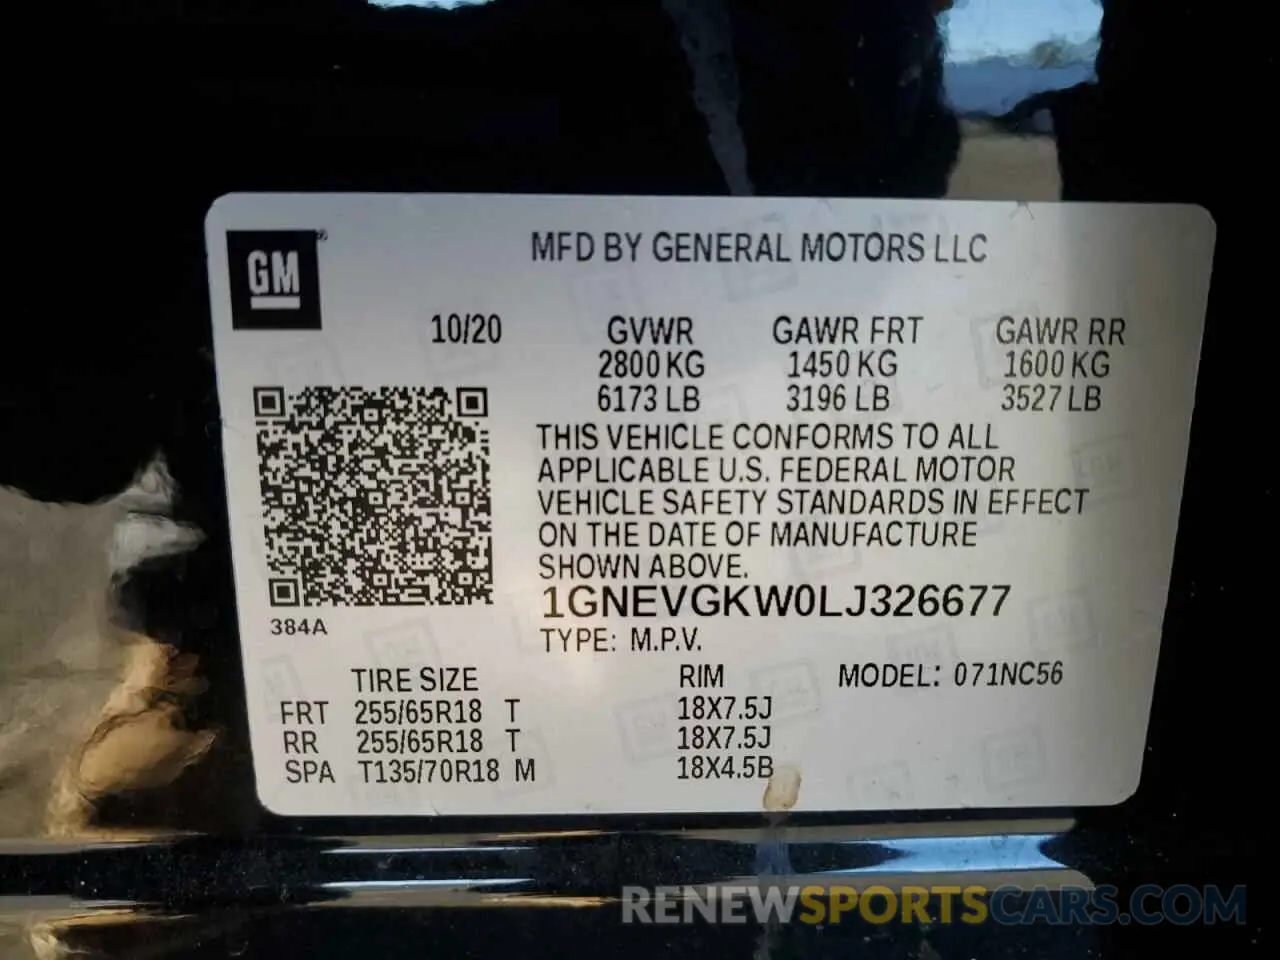 GM
MFD BY GENERAL MOTORS LLC
10/20 GVWR GAWR FRT GAWR RR
2800 KG 1450 KG 1600 KG
6173 LB 3196 LB 3527 LB
THIS VEHICLE CONFORMS TO ALL
APPLICABLE U.S. FEDERAL MOTOR
VEHICLE SAFETY STANDARDS IN EFFECT
ON THE DATE OF MANUFACTURE
SHOWN ABOVE.
1GNEVGKW0LJ326677
384A
TYPE: M.P.V.
TIRE SIZE RIM MODEL: 071NC56
FRT 255/65R18 T 18X7.5J
RR 255/65R18 T 18X7.5J
SPA T135/70R18 M 18X4.5B
RENEWSPORTSCARS.COM